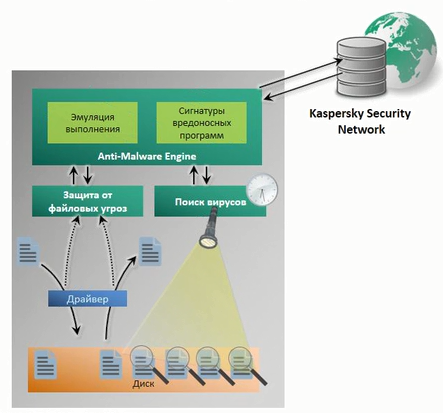 Kaspersky Security
Network
Эмуляция
выполнения
Сигнатуры
вредоносных
программ
Anti-Malware Engine
Защита от
файловых угроз
Поиск вирусов
Драйвер
Диск